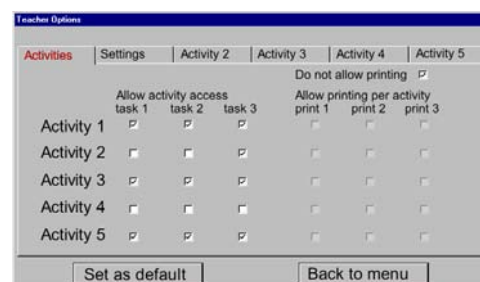 Teacher Options
Activities Settings Activity 2 Activity 3 Activity 4 Activity 5
Do not allow printing
Allow activity access Allow printing per activity
task 1 task 2 task 3 print 1 print 2 print 3
Activity 1
Activity 2
Activity 3
Activity 4
Activity 5
Set as default Back to menu